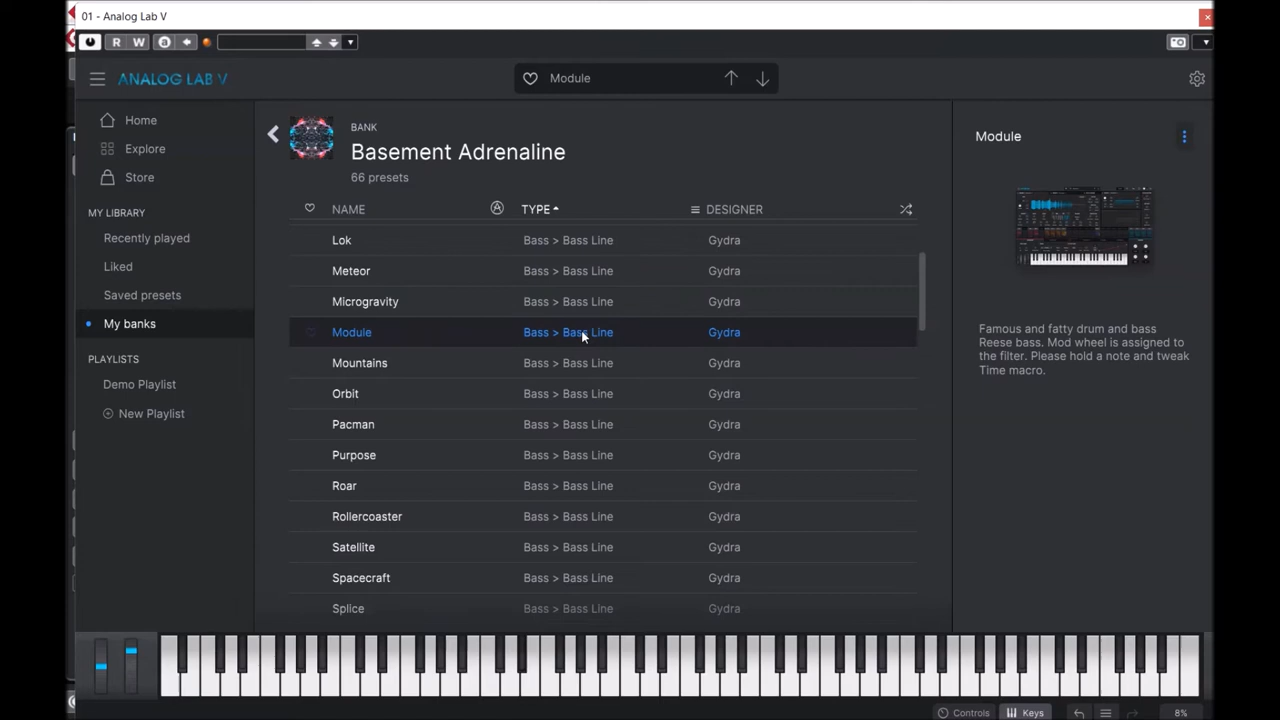 01 - Analog Lab V
R W
ANALOG LAB V
Module
Home
Explore
Store
MY LIBRARY
Recently played
Liked
Saved presets
My banks
PLAYLISTS
Demo Playlist
New Playlist
BANK
Basement Adrenaline
66 presets
NAME TYPE DESIGNER
Lok Bass > Bass Line Gydra
Meteor Bass > Bass Line Gydra
Microgravity Bass > Bass Line Gydra
Module Bass > Bass Line Gydra
Mountains Bass > Bass Line Gydra
Orbit Bass > Bass Line Gydra
Pacman Bass > Bass Line Gydra
Purpose Bass > Bass Line Gydra
Roar Bass > Bass Line Gydra
Rollercoaster Bass > Bass Line Gydra
Satellite Bass > Bass Line Gydra
Spacecraft Bass > Bass Line Gydra
Splice Bass > Bass Line Gydra
Module
Famous and fatty drum and bass
Reese bass. Mod wheel is assigned to
the filter. Please hold a note and tweak
Time macro.
Controls Keys 8%